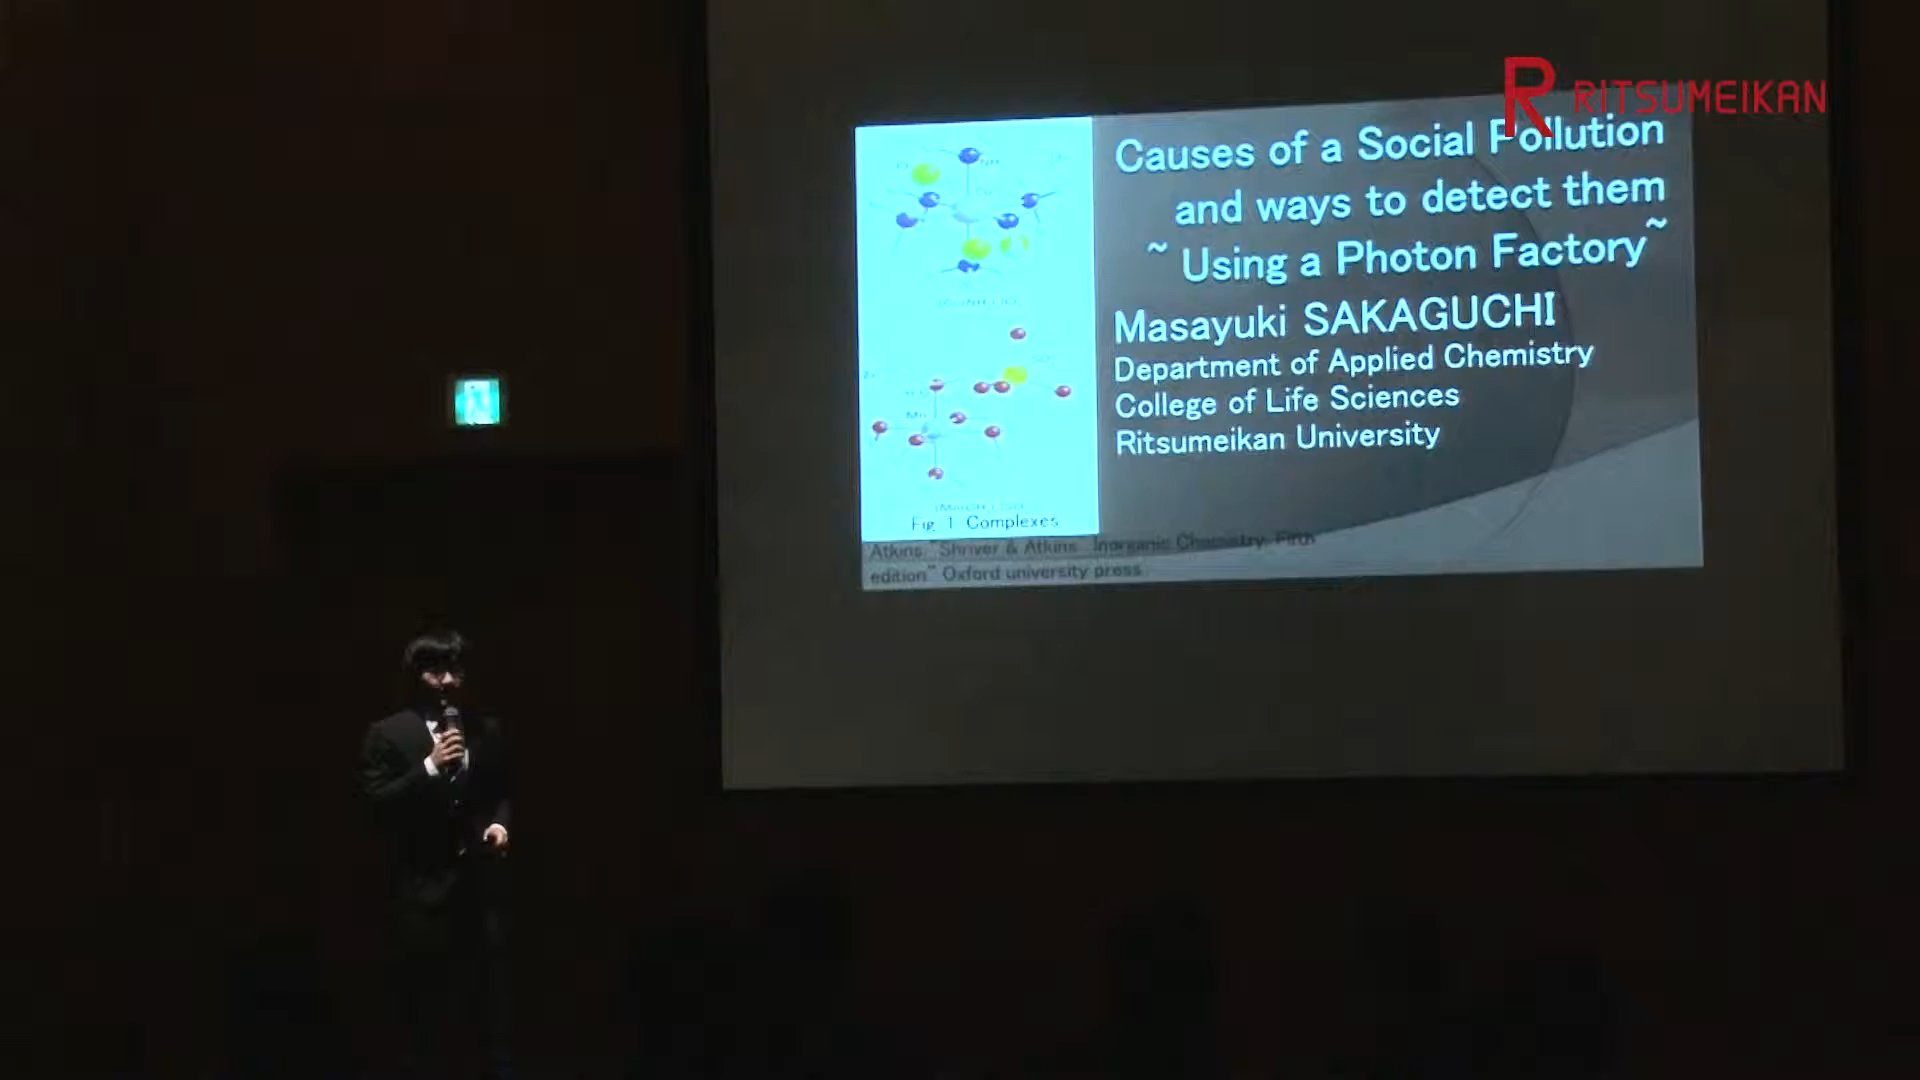 RITSUMEIKAN
Causes of a Social Pollution
and ways to detect them
~ Using a Photon Factory~
Masayuki SAKAGUCHI
Department of Applied Chemistry
College of Life Sciences
Ritsumeikan University
Fig. 1 Complexes
Atkins, "Shriver & Atkins Inorganic Chemistry, Fifth
edition" Oxford university press